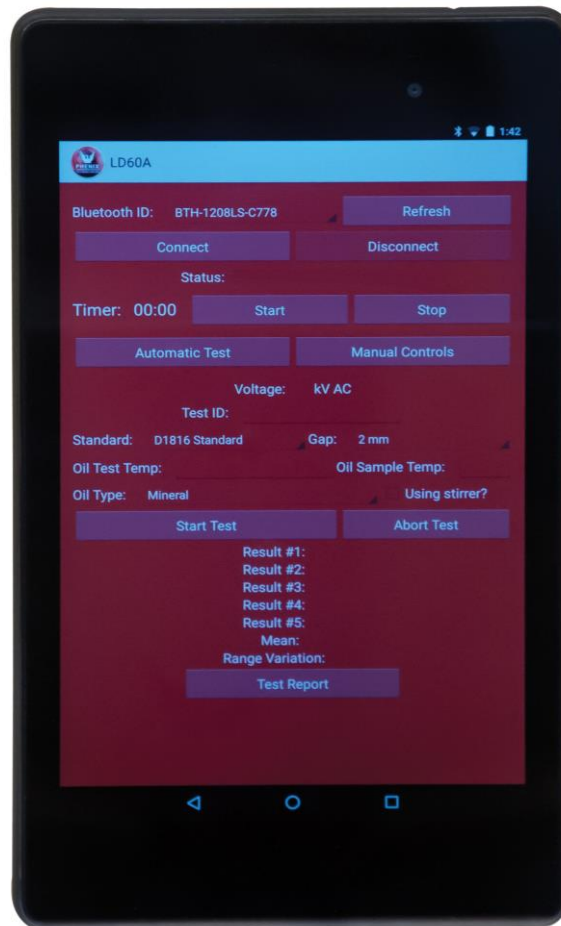 1:42
PHENIX
LD60A
Bluetooth ID: BTH-1208LS-C778 Refresh
Connect Disconnect
Status:
Timer: 00:00 Start Stop
Automatic Test Manual Controls
Voltage: kV AC
Test ID:
Standard: D1816 Standard Gap: 2 mm
Oil Test Temp: Oil Sample Temp:
Oil Type: Mineral Using stirrer?
Start Test Abort Test
Result #1:
Result #2:
Result #3:
Result #4:
Result #5:
Mean:
Range Variation:
Test Report